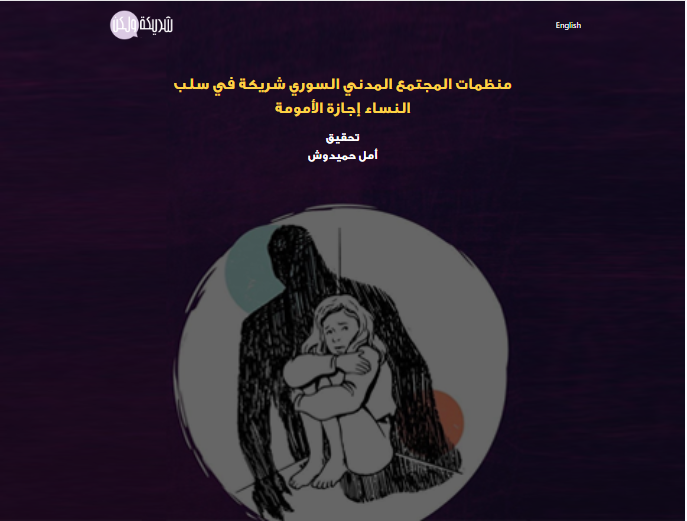 شريكة ولكن
English
منظمات المجتمع المدني السوري شريكة في سلب
النساء إجازة الأمومة
تحقيق
أمل حميدوش